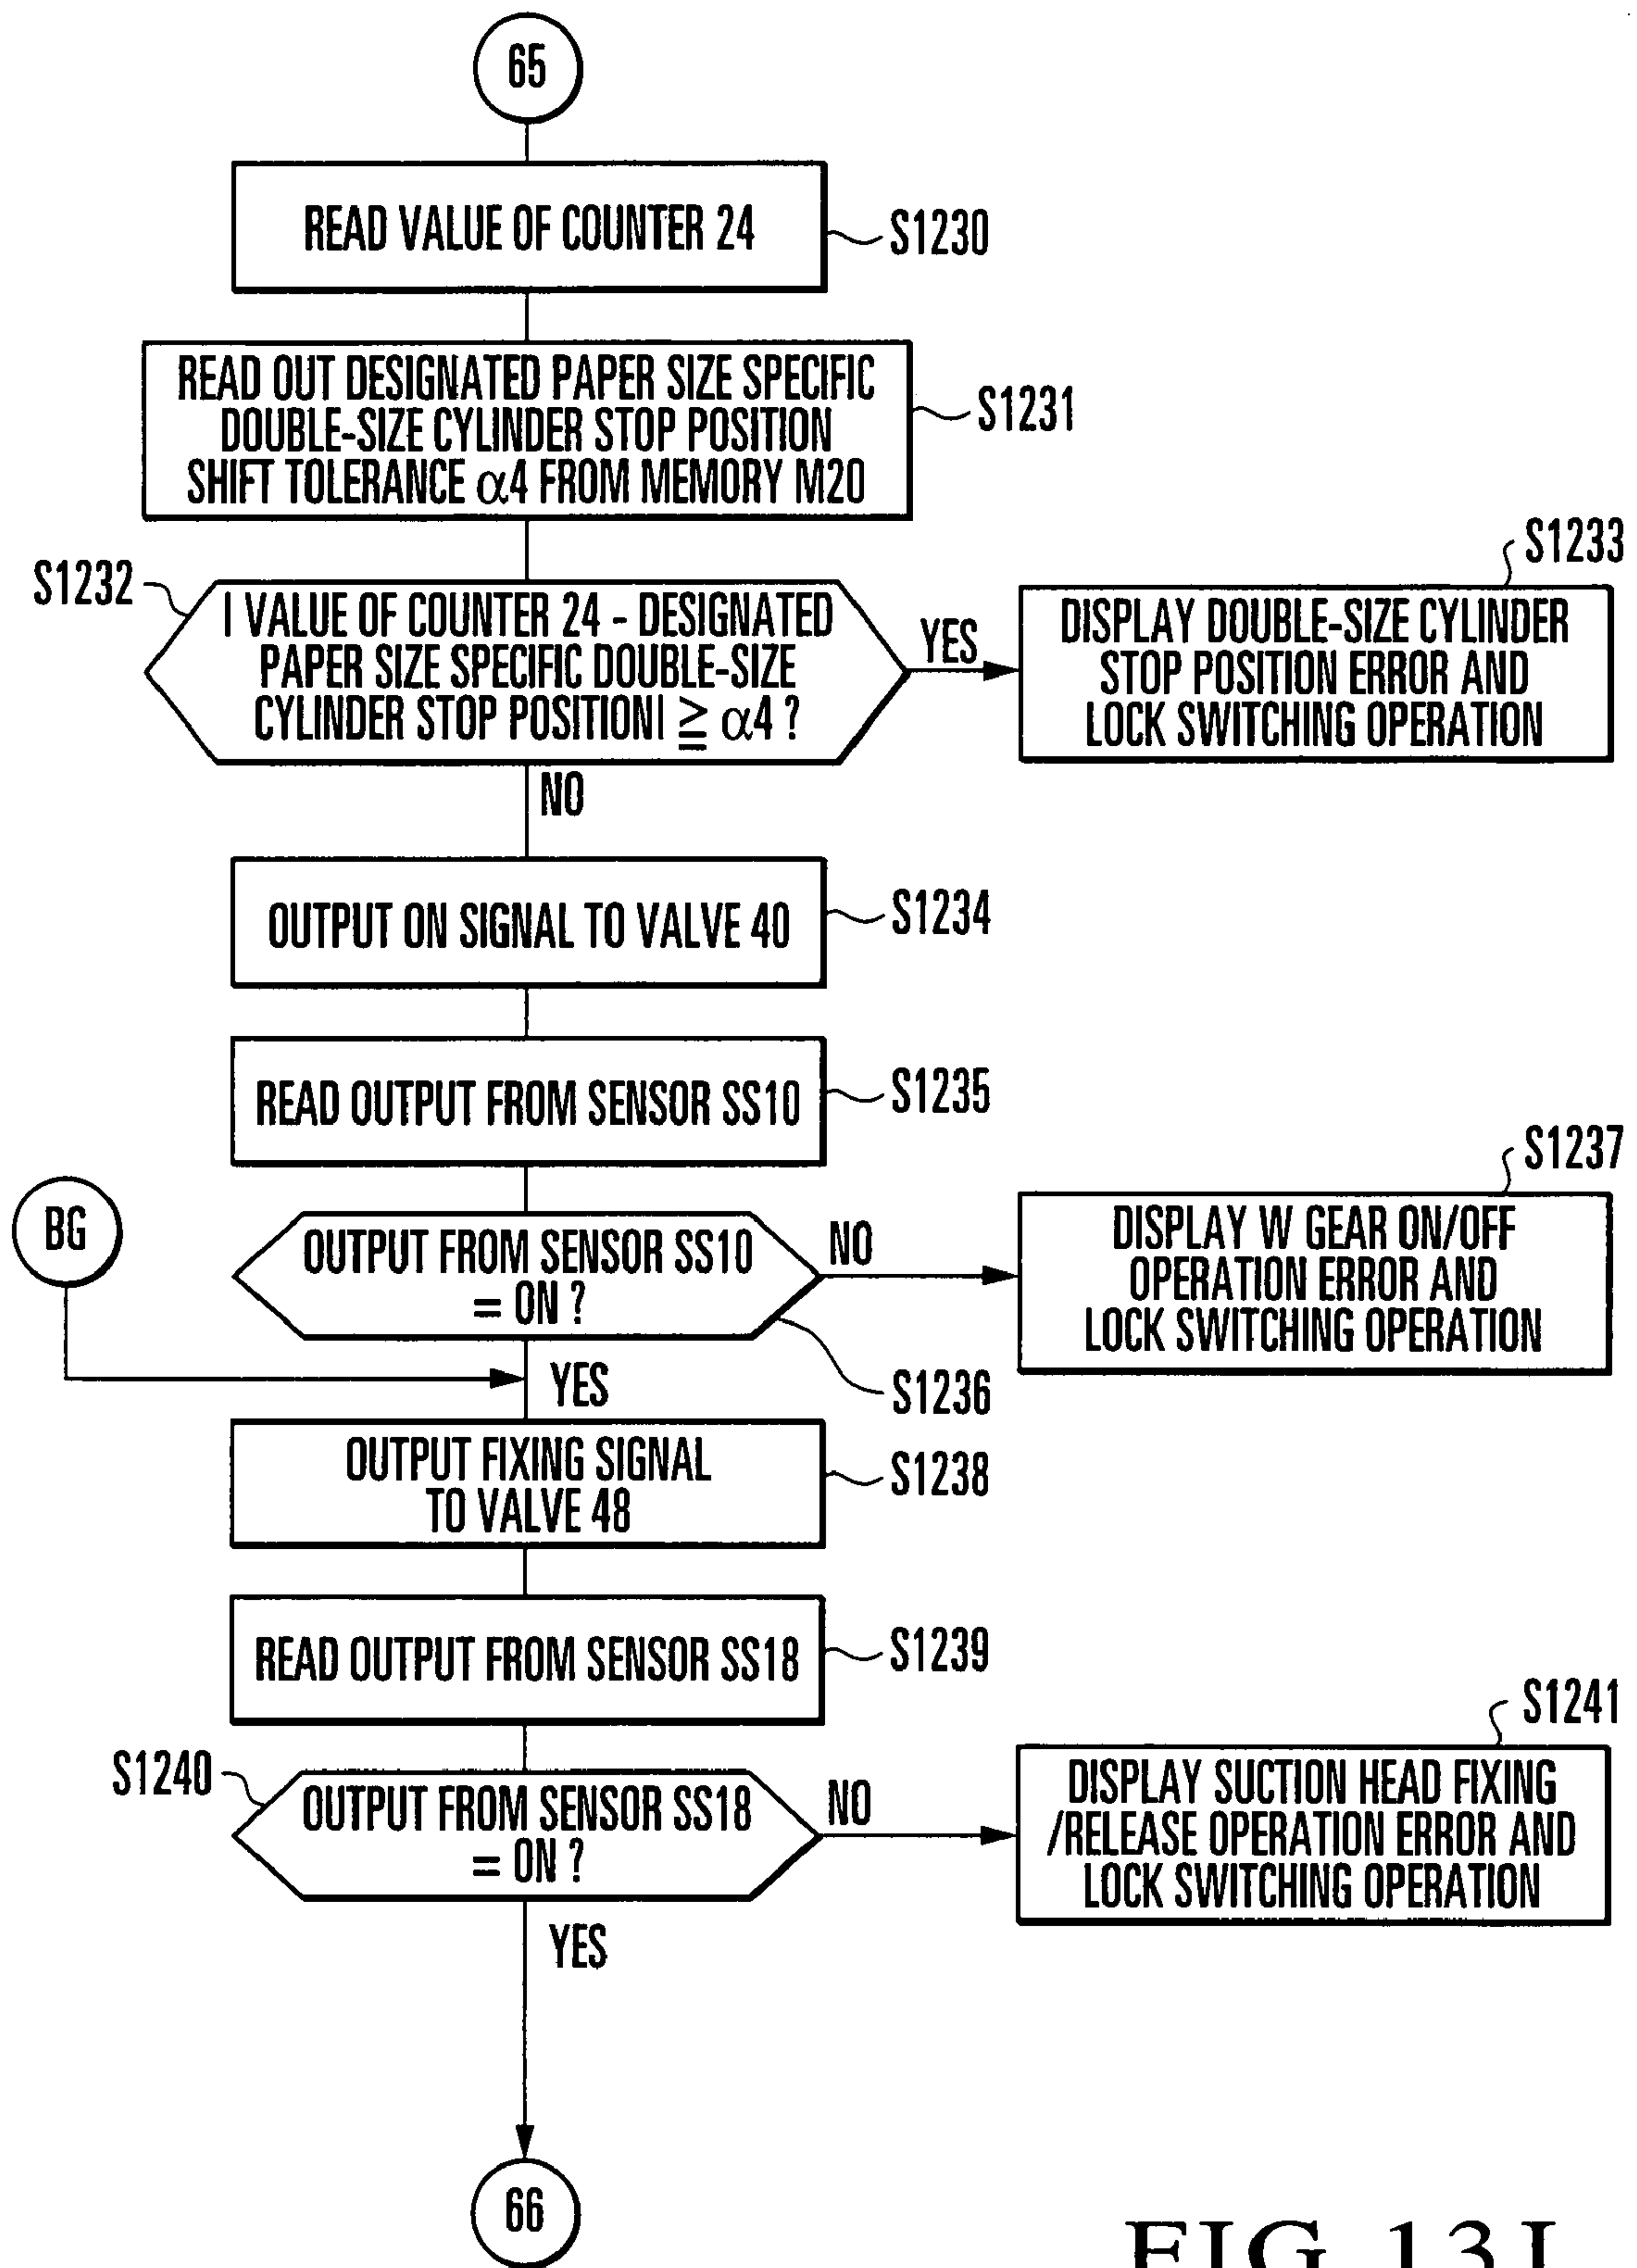 65
READ VALUE OF COUNTER 24
S1230
READ OUT DESIGNATED PAPER SIZE SPECIFIC
DOUBLE-SIZE CYLINDER STOP POSITION
SHIFT TOLERANCE α4 FROM MEMORY M20
S1231
S1232
I VALUE OF COUNTER 24 - DESIGNATED
PAPER SIZE SPECIFIC DOUBLE-SIZE
CYLINDER STOP POSITIONI ≧ α4 ?
YES
S1233
DISPLAY DOUBLE-SIZE CYLINDER
STOP POSITION ERROR AND
LOCK SWITCHING OPERATION
NO
OUTPUT ON SIGNAL TO VALVE 40
S1234
READ OUTPUT FROM SENSOR SS10
S1235
BG
OUTPUT FROM SENSOR SS10
= ON ?
NO
S1237
DISPLAY W GEAR ON/OFF
OPERATION ERROR AND
LOCK SWITCHING OPERATION
YES
S1236
OUTPUT FIXING SIGNAL
TO VALVE 48
S1238
READ OUTPUT FROM SENSOR SS18
S1239
S1240
OUTPUT FROM SENSOR SS18
= ON ?
NO
S1241
DISPLAY SUCTION HEAD FIXING
/RELEASE OPERATION ERROR AND
LOCK SWITCHING OPERATION
YES
66